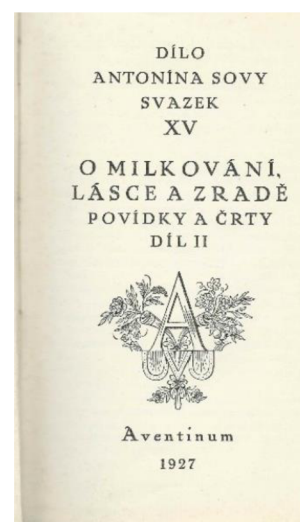 DÍLO
ANTONÍNA SOVY
SVAZEK
XV
O MILKOVÁNÍ,
LÁSCE A ZRADĚ
POVÍDKY A ČRTY
DÍL II
A
Aventinum
1927